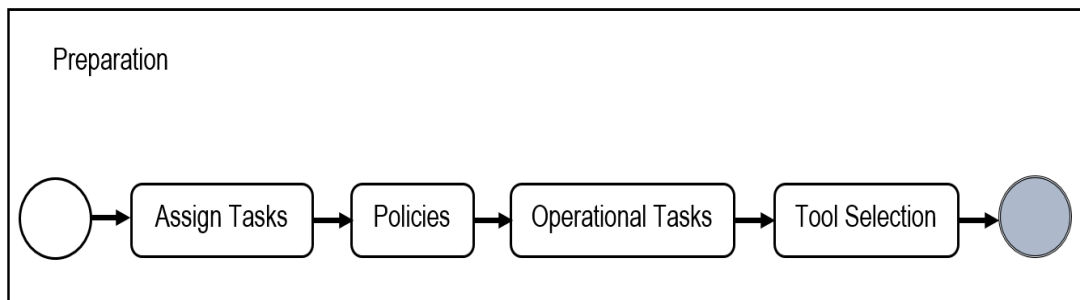 Preparation
Assign Tasks
Policies
Operational Tasks
Tool Selection